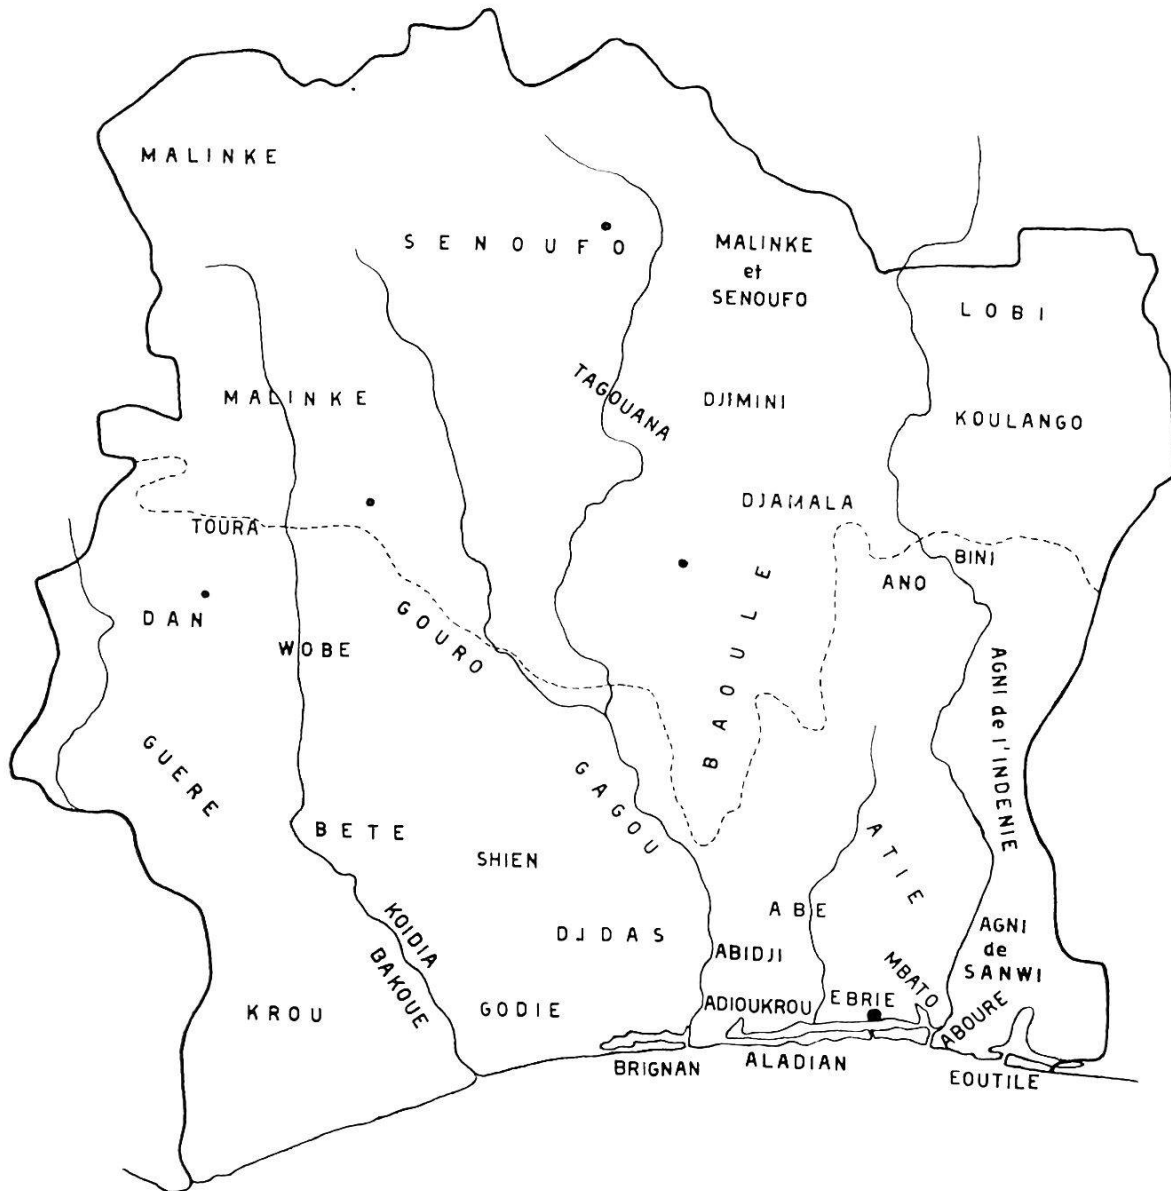 MALINKE
SENOUFO
MALINKE
et
SENOUFO
LOBI
MALINKE
TAGOUANA
DJIMINI
KOULANGO
DJAMALA
TOURA
BINI
ANO
DAN
WOBE
GOURO
BAOULE
AGNI de l'INDENIE
GUERE
GAGOU
BETE
SHIEN
ATIE
KOIDIA
BAKOUE
DJDAS
ABE
ABIDJI
AGNI
de
SANWI
KROU
GODIE
ADIOUKROU
EBRIE
MBATO
ABOURE
BRIGNAN
ALADIAN
EOUTILE